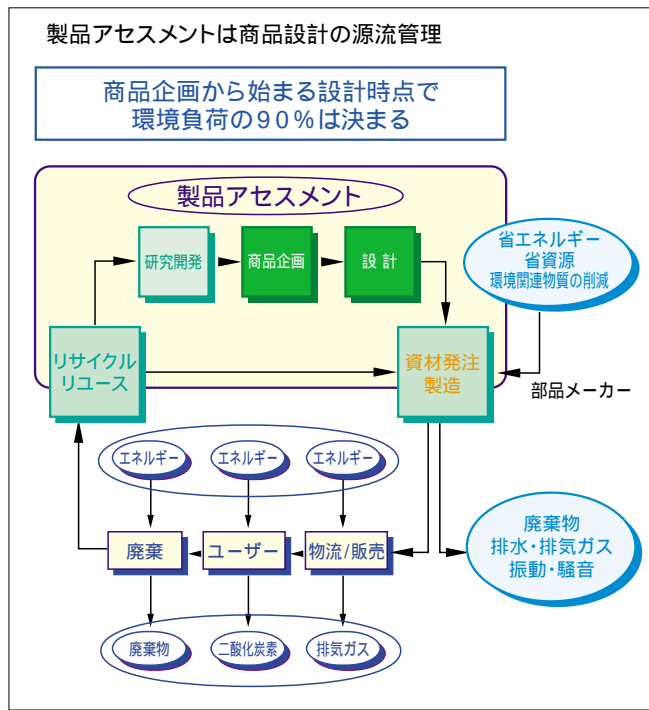 製品アセスメントは商品設計の源流管理
商品企画から始まる設計時点で
環境負荷の90%は決まる
製品アセスメント
研究開発
商品企画
設 計
省エネルギー
省資源
環境関連物質の削減
リサイクル
リユース
資材発注
製造
部品メーカー
エネルギー
エネルギー
エネルギー
廃棄
ユーザー
物流/販売
廃棄物
排水・排気ガス
振動・騒音
廃棄物
二酸化炭素
排気ガス